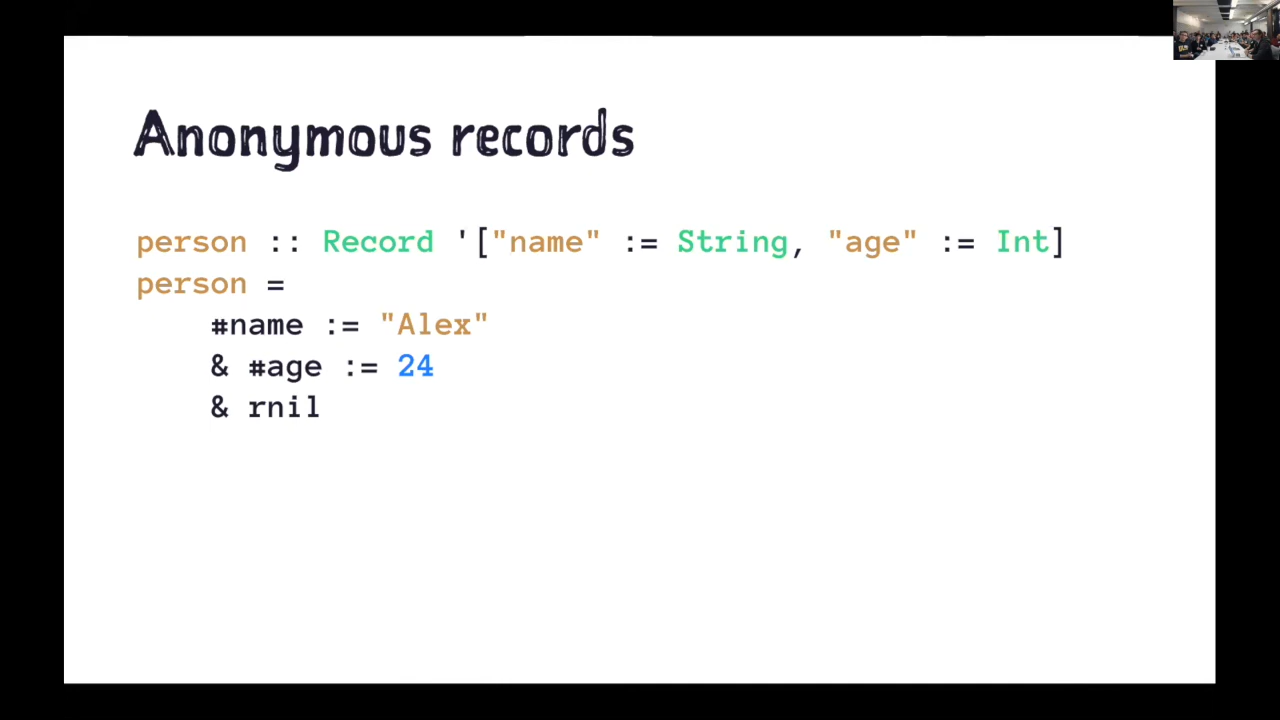 Anonymous records
person :: Record '["name" := String, "age" := Int]
person =
    #name := "Alex"
    & #age := 24
    & rnil